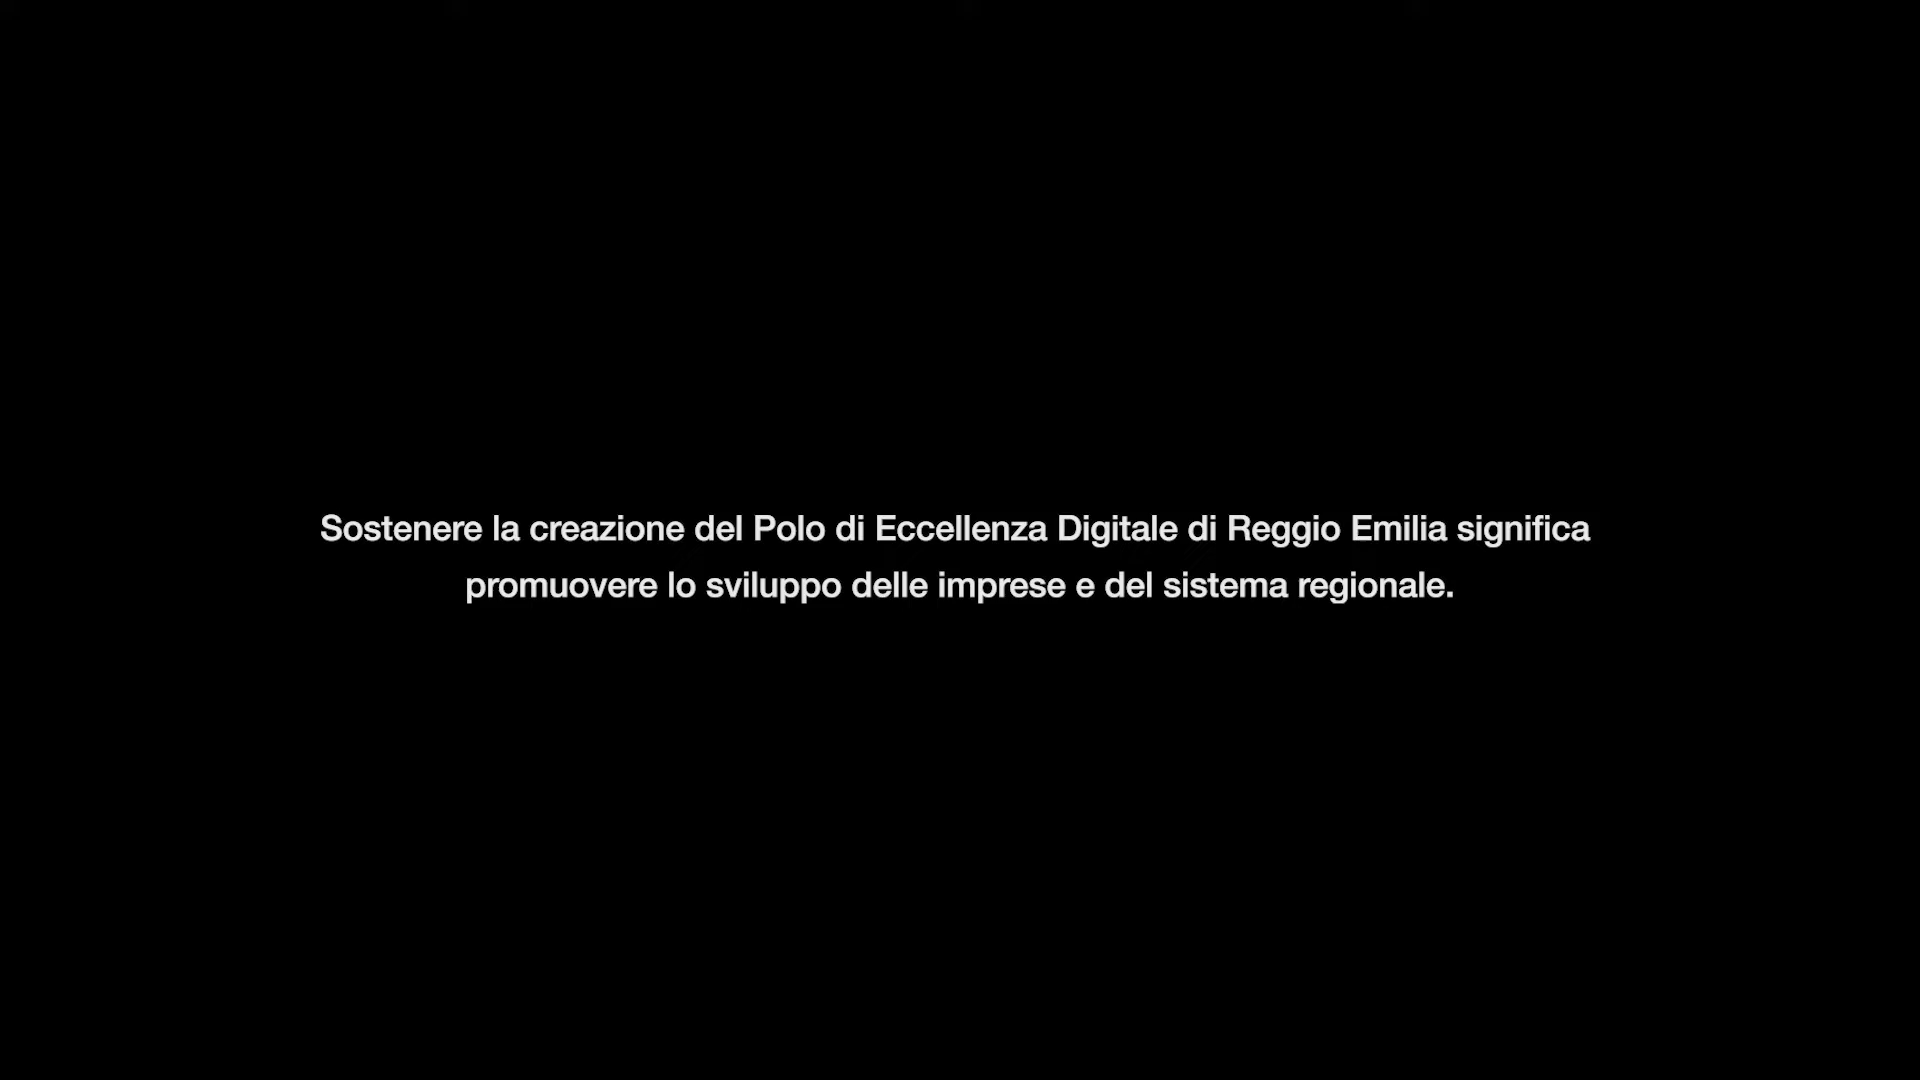 Sostenere la creazione del Polo di Eccellenza Digitale di Reggio Emilia significa
promuovere lo sviluppo delle imprese e del sistema regionale.